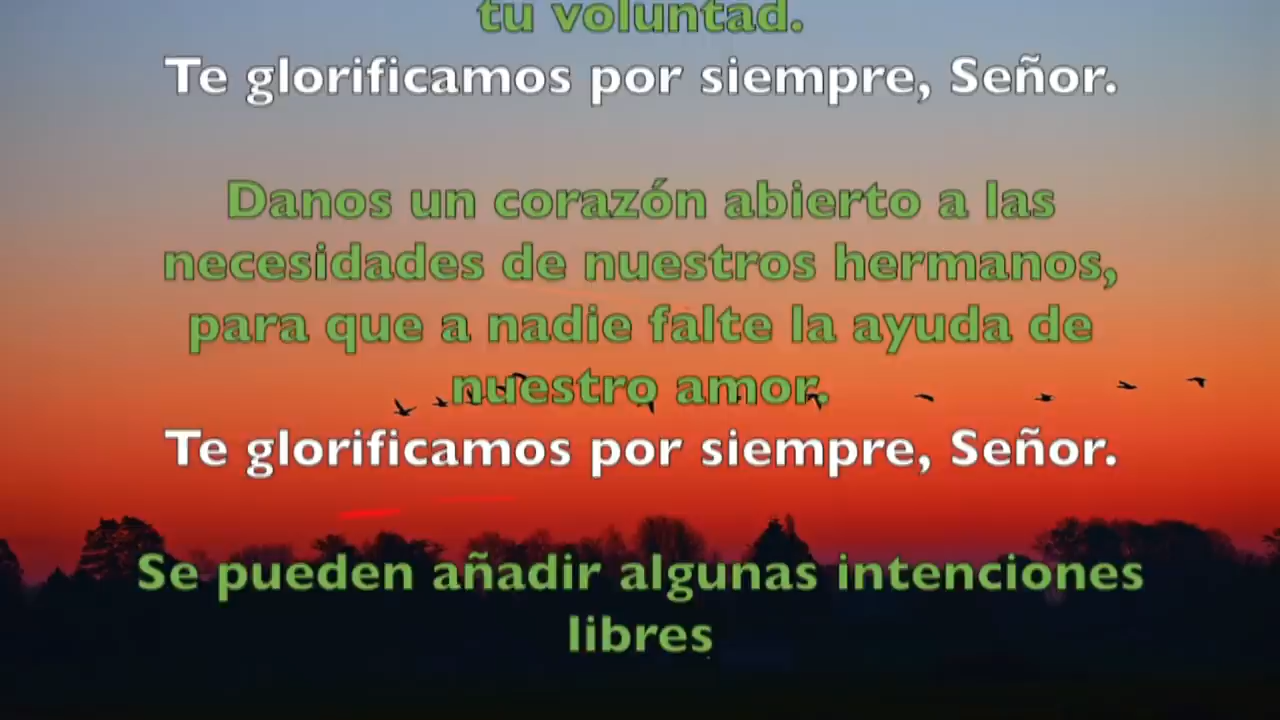 tu voluntad.
Te glorificamos por siempre, Señor.
Danos un corazón abierto a las
necesidades de nuestros hermanos,
para que a nadie falte la ayuda de
nuestro amor.
Te glorificamos por siempre, Señor.
Se pueden añadir algunas intenciones
libres